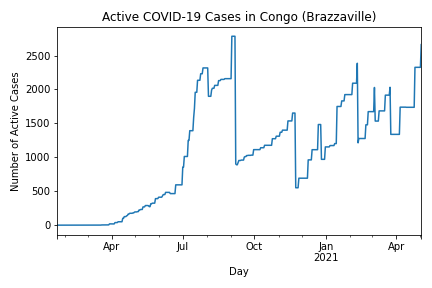 Active COVID-19 Cases in Congo (Brazzaville)
Number of Active Cases
2500
2000
1500
1000
500
0
Apr
Jul
Oct
Jan
2021
Apr
Day